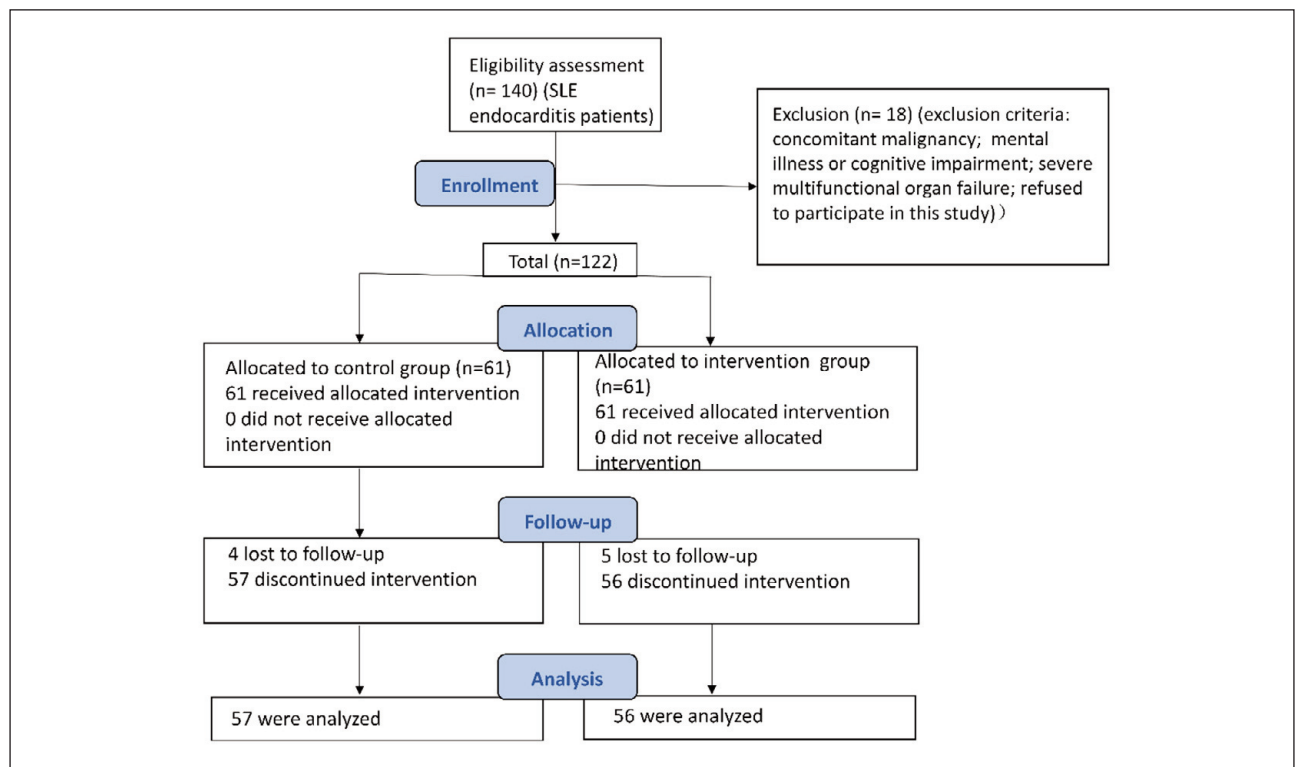 Eligibility assessment
(n= 140) (SLE
endocarditis patients)
Exclusion (n= 18) (exclusion criteria:
concomitant malignancy;  mental
illness or cognitive impairment; severe
multifunctional organ failure; refused
to participate in this study)）
Enrollment
Total (n=122)
Allocation
Allocated to control group (n=61)
61 received allocated intervention
0 did not receive allocated
intervention
Allocated to intervention  group
(n=61)
61 received allocated intervention
0 did not receive allocated
intervention
Follow-up
4 lost to follow-up
57 discontinued intervention
5 lost to follow-up
56 discontinued intervention
Analysis
57 were analyzed
56 were analyzed